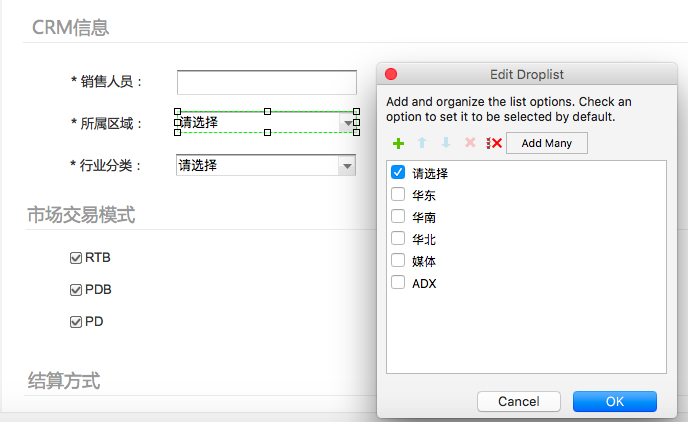 CRM信息
* 销售人员：
* 所属区域：
请选择
* 行业分类：
请选择
市场交易模式
RTB
PDB
PD
结算方式
Edit Droplist
Add and organize the list options. Check an
option to set it to be selected by default.
Add Many
请选择
华东
华南
华北
媒体
ADX
Cancel
OK